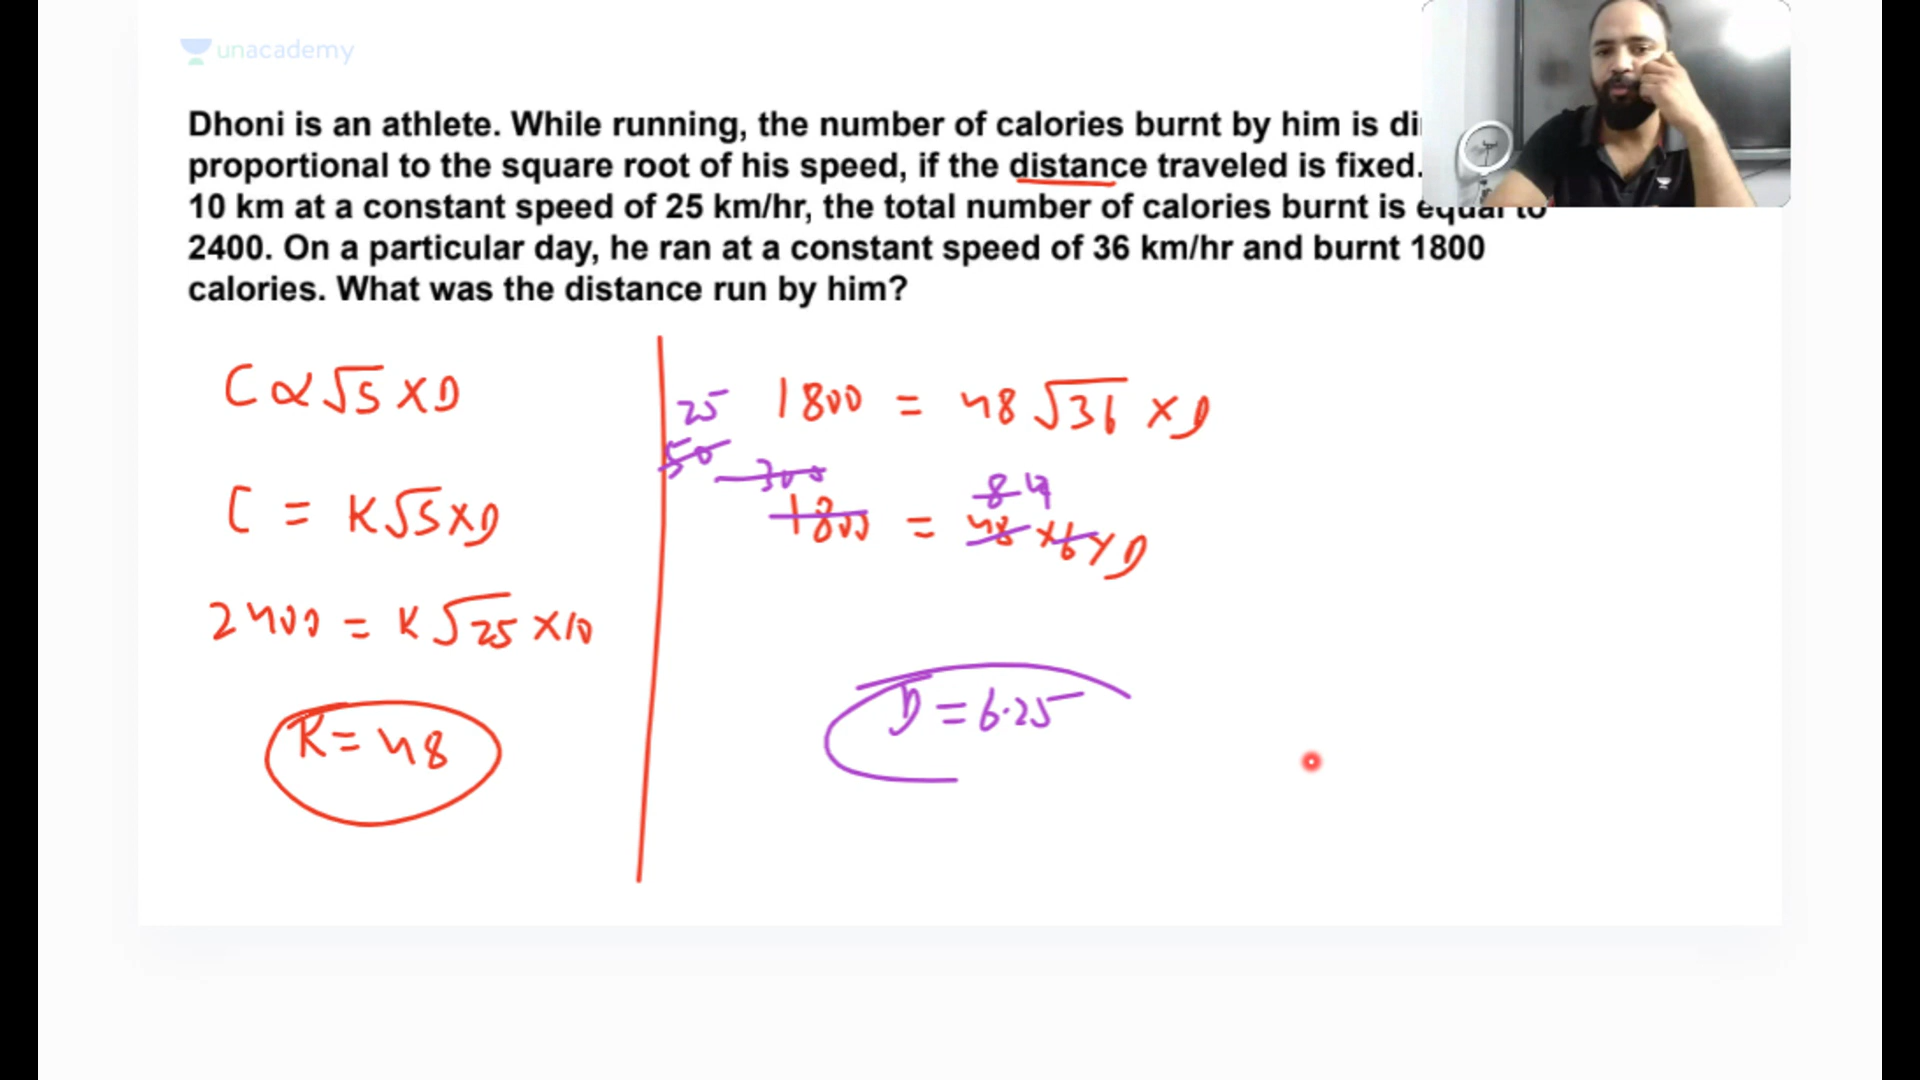 unacademy
Dhoni is an athlete. While running, the number of calories burnt by him is
proportional to the square root of his speed, if the distance traveled is fixed.
10 km at a constant speed of 25 km/hr, the total number of calories burnt is equal to
2400. On a particular day, he ran at a constant speed of 36 km/hr and burnt 1800
calories. What was the distance run by him?
C ∝ √S × D
C = K√S × D
2400 = K√25 × 10
K = 48
25 1800 = 48√36 × D
50 300 8 4
1800 = 48 × 6 × D
D = 6.25